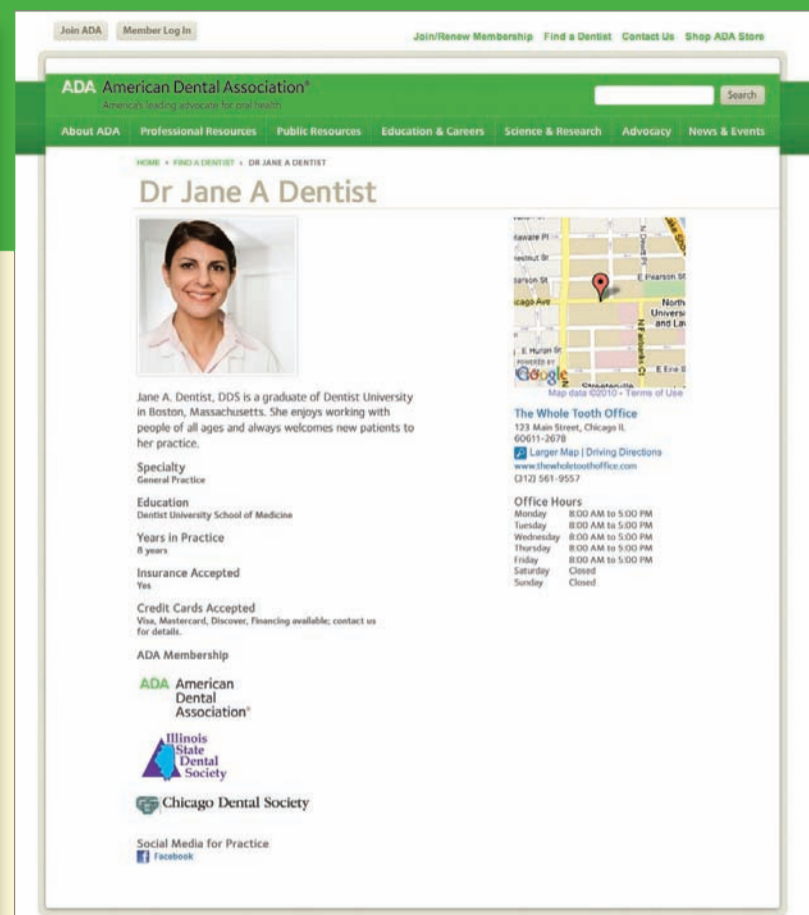 Join ADA
Member Log In
Join/Renew Membership Find a Dentist Contact Us Shop ADA Store
ADA American Dental Association®
America's leading advocate for oral health
Search
About ADA Professional Resources Public Resources Education & Careers Science & Research Advocacy News & Events
HOME FIND A DENTIST DR JANE A DENTIST
Dr Jane A Dentist
Jane A. Dentist, DDS is a graduate of Dentist University
in Boston, Massachusetts. She enjoys working with
people of all ages and always welcomes new patients to
her practice.
Specialty
General Practice
Education
Dentist University School of Medicine
Years in Practice
8 years
Insurance Accepted
Yes
Credit Cards Accepted
Visa, Mastercard, Discover, Financing available; contact us
for details.
ADA Membership
ADA American
Dental
Association®
Illinois
State
Dental
Society
Chicago Dental Society
Social Media for Practice
Facebook
E Pearson St
North
E Huron St
N Fairbanks Ct
POWERED BY
Google
Map data ©2010 - Terms of Use
The Whole Tooth Office
123 Main Street, Chicago IL
60611-2678
Larger Map | Driving Directions
www.thewholetoothoffice.com
(312) 561-9557
Office Hours
Monday 8:00 AM to 5:00 PM
Tuesday 8:00 AM to 5:00 PM
Wednesday 8:00 AM to 5:00 PM
Thursday 8:00 AM to 5:00 PM
Friday 8:00 AM to 5:00 PM
Saturday Closed
Sunday Closed